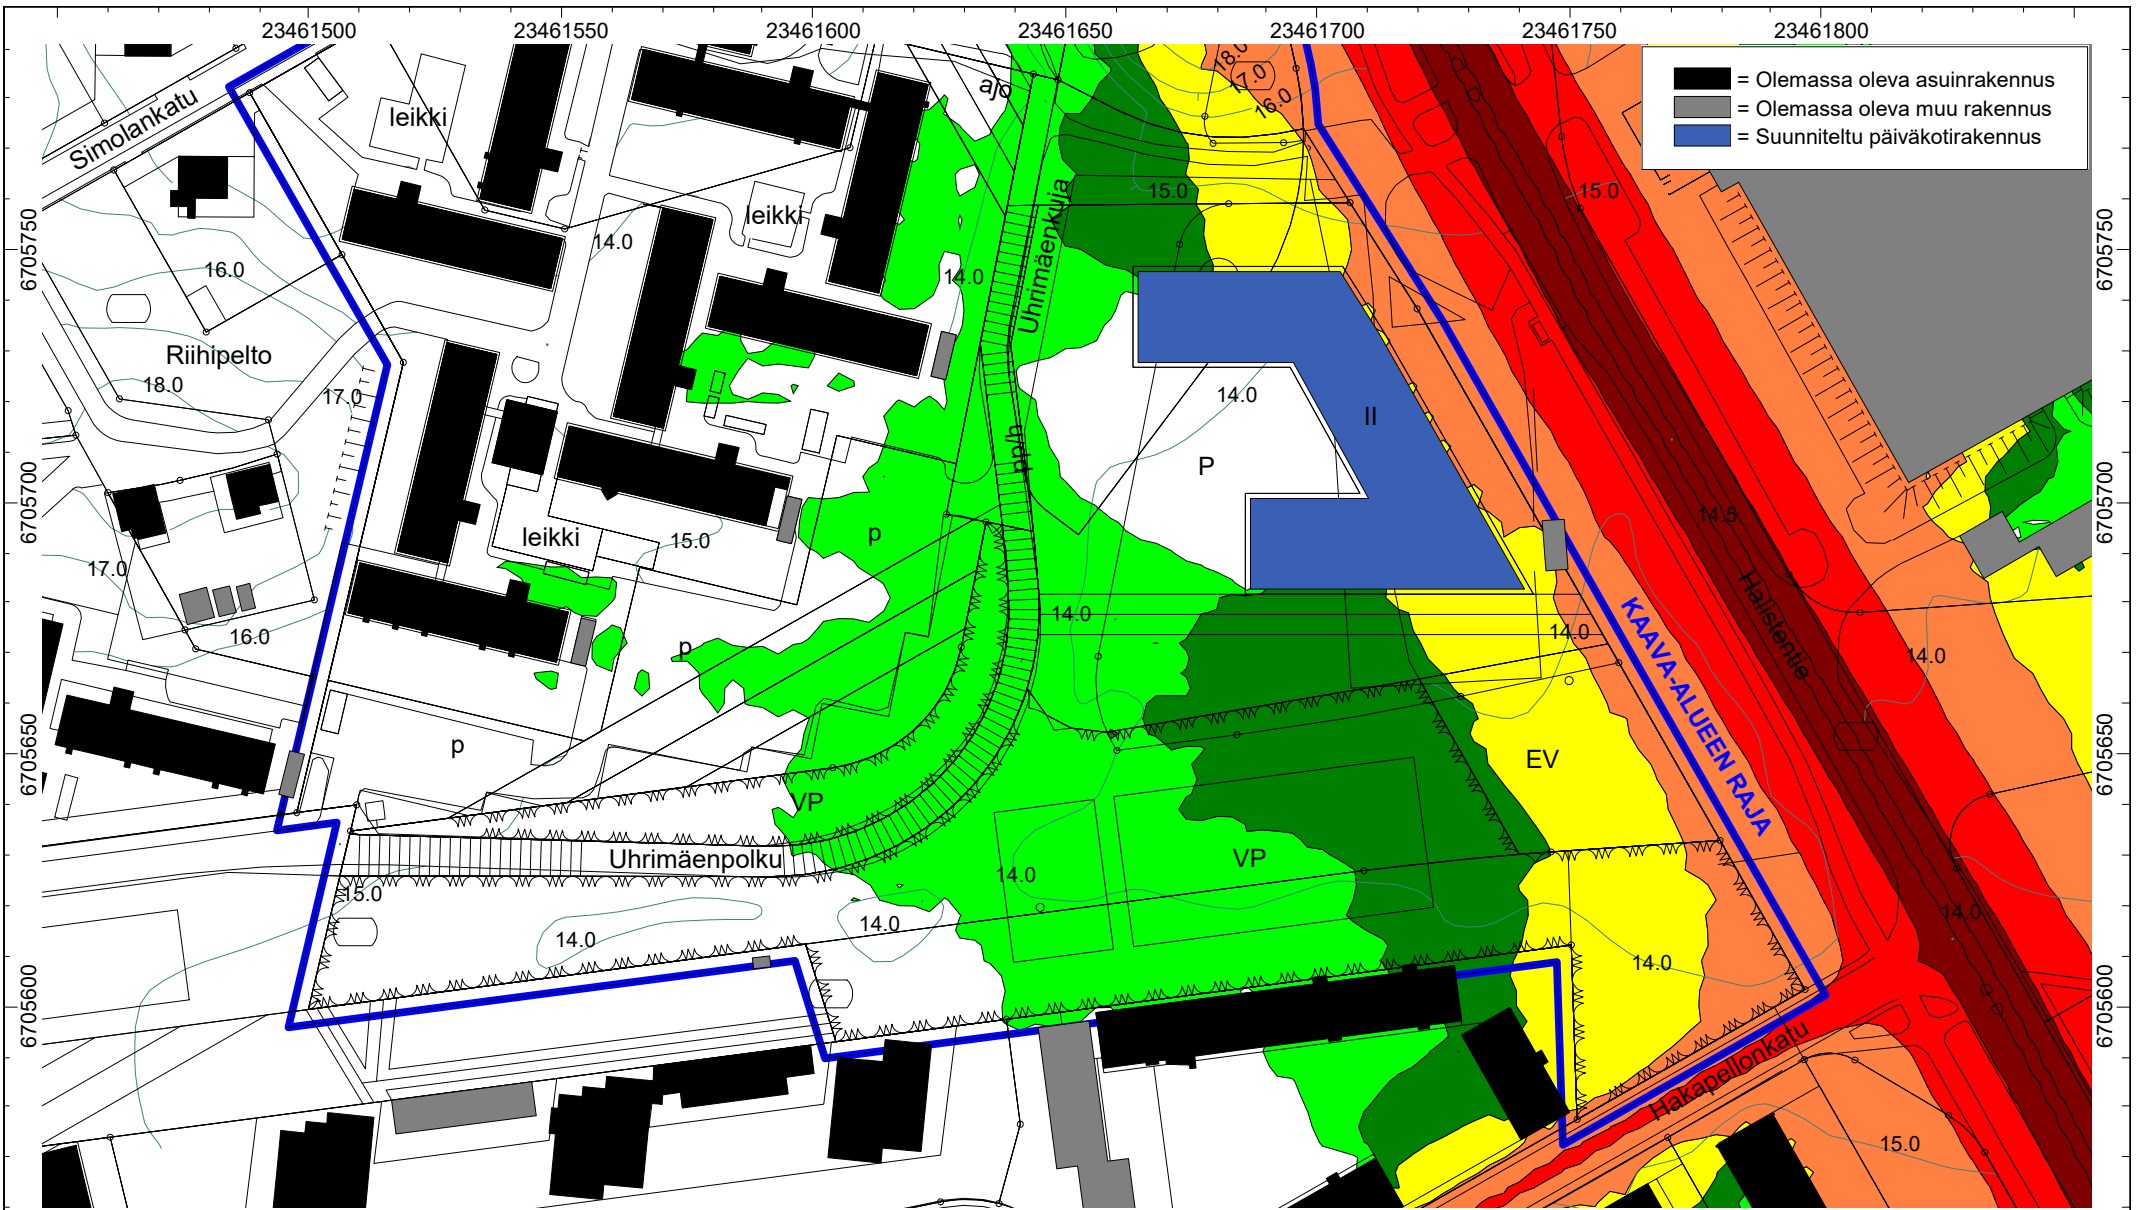 23461500 23461550 23461600 23461650 23461700 23461750 23461800
= Olemassa oleva asuinrakennus
= Olemassa oleva muu rakennus
= Suunniteltu päiväkotirakennus
Simolankatu
leikki
ajo
18.0
17.0
16.0
15.0
15.0
leikki
Uhrimäenkuja
6705750
6705750
14.0
16.0
14.0
Riihipelto
18.0
17.0
14.0
II
pp/h
P
6705700
6705700
14.5
leikki
15.0
p
17.0
Halistentie
14.0
14.0
16.0
p
14.0
KAAVA-ALUEEN RAJA
6705650
6705650
p
EV
VP
Uhrimäenpolku
VP
14.0
15.0
14.0
14.0
14.0
14.0
6705600
6705600
Hakapellonkatu
15.0